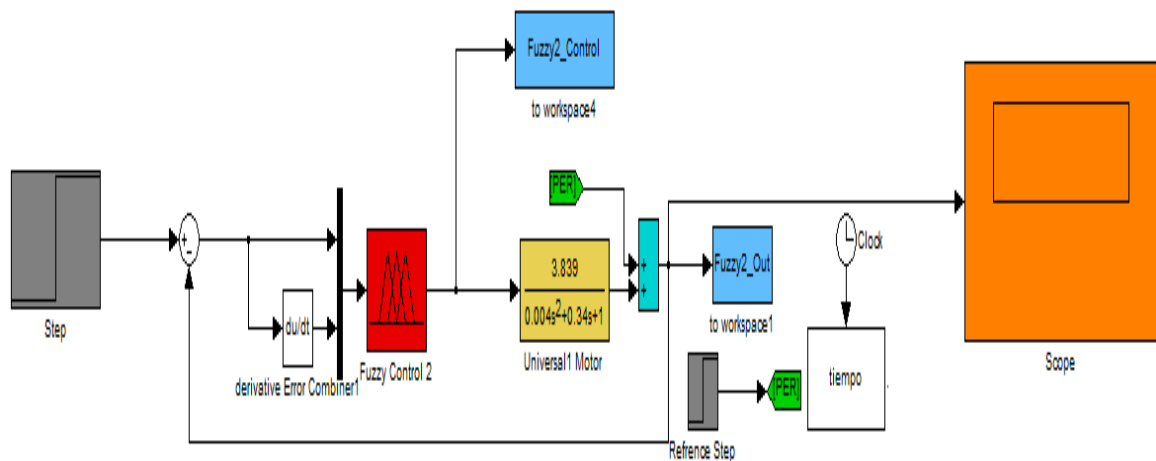 Fuzzy2_Control
to workspace4
[PER]
+
-
Step
du/dt
derivative Error Combiner1
Fuzzy Control 2
3.839
0.004s²+0.34s+1
Universal1 Motor
+
+
Fuzzy2_Out
to workspace1
Clock
tiempo
Scope
[PER]
Refrence Step